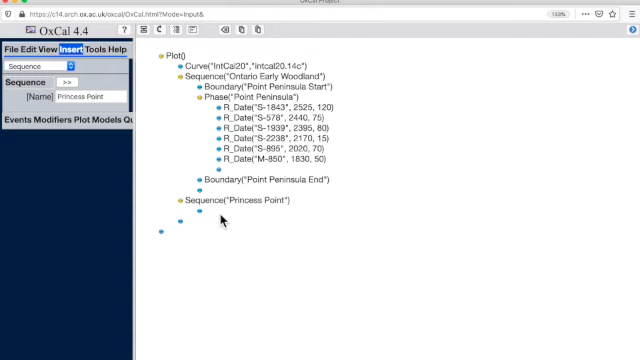 OxCal Project
https://c14.arch.ox.ac.uk/oxcal/OxCal.html?Mode=Input&
133%
OxCal 4.4
?
File Edit View Insert Tools Help
Sequence
Sequence >>
[Name] Princess Point
Events Modifiers Plot Models Qu
Plot()
Curve("IntCal20","intcal20.14c")
Sequence("Ontario Early Woodland")
Boundary("Point Peninsula Start")
Phase("Point Peninsula")
R_Date("S-1843", 2525, 120)
R_Date("S-578", 2440, 75)
R_Date("S-1939", 2395, 80)
R_Date("S-2238", 2170, 15)
R_Date("S-895", 2020, 70)
R_Date("M-850", 1830, 50)
Boundary("Point Peninsula End")
Sequence("Princess Point")